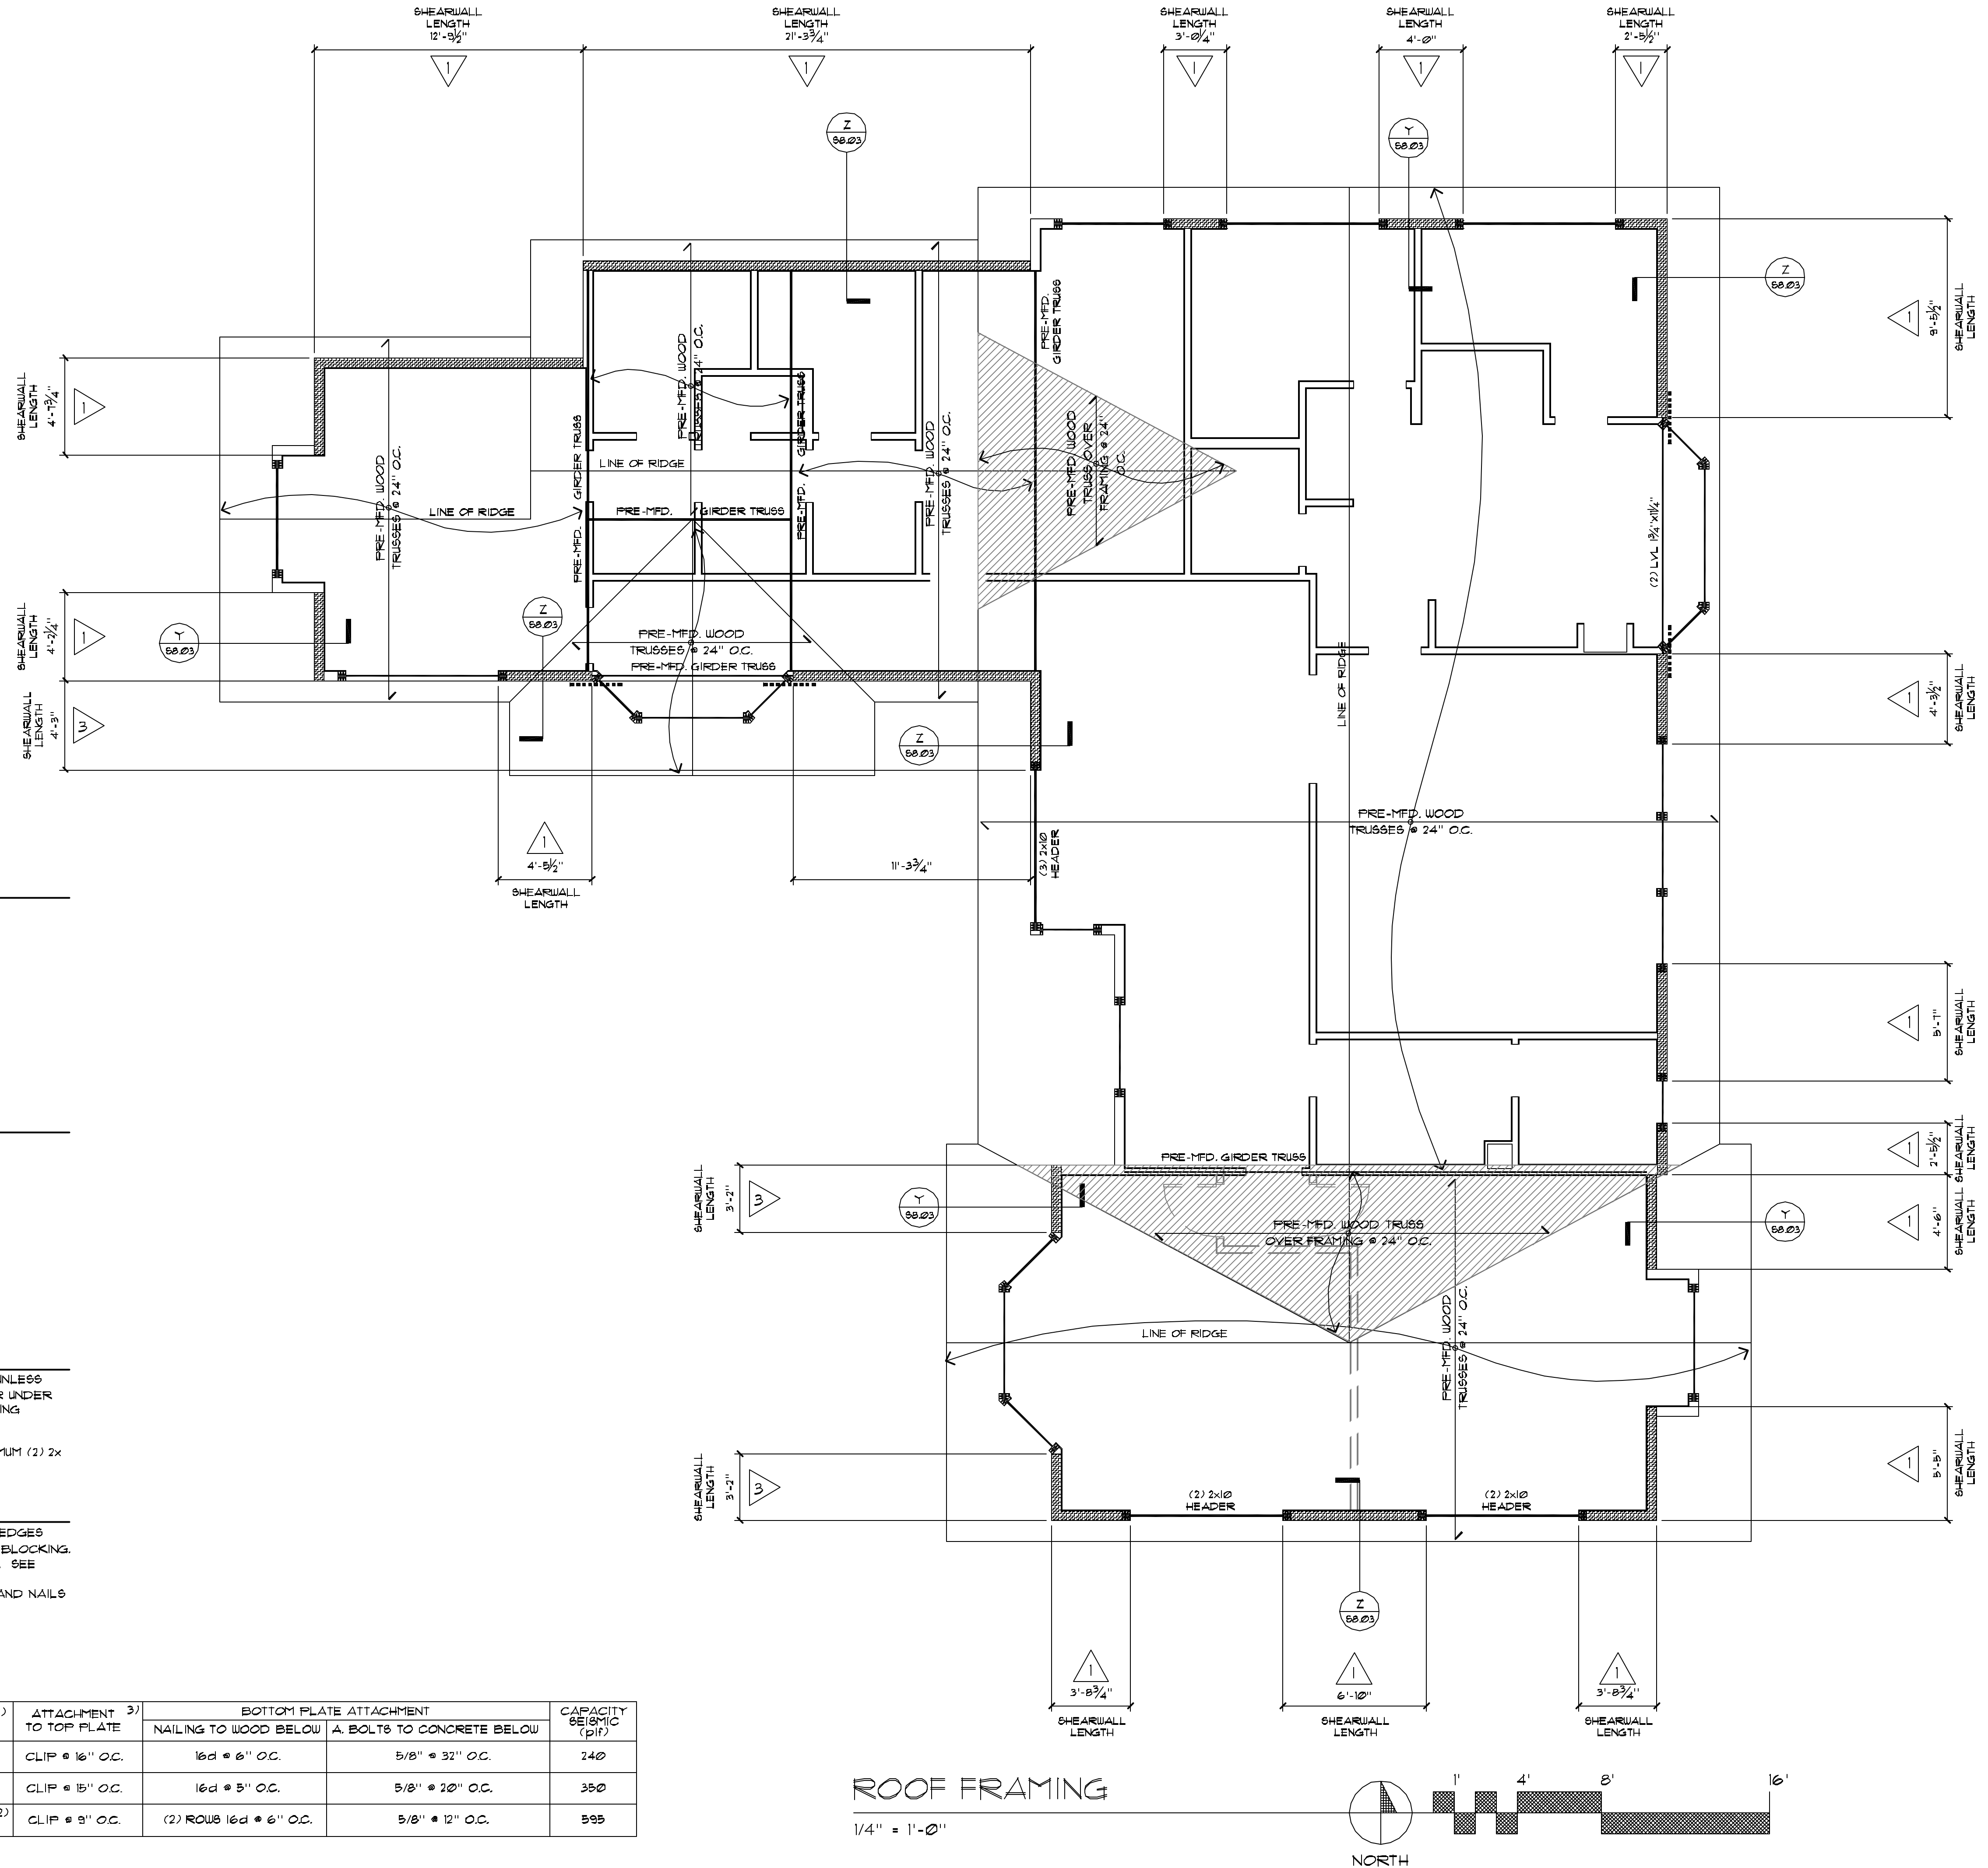 SHEARWALL
LENGTH
12'-9½"
1
SHEARWALL
LENGTH
21'-3¾"
1
SHEARWALL
LENGTH
3'-0¼"
1
SHEARWALL
LENGTH
4'-0"
1
SHEARWALL
LENGTH
2'-5½"
1
Z
S8.03
Y
S8.03
Z
S8.03
SHEARWALL
LENGTH
9'-5½"
1
PRE-MFD.
GIRDER TRUSS
PRE-MFD. WOOD
TRUSSES @ 24" O.C.
SHEARWALL
LENGTH
4'-7¾"
1
PRE-MFD. WOOD
TRUSSES @ 24" O.C.
LINE OF RIDGE
PRE-MFD. GIRDER TRUSS
LINE OF RIDGE
PRE-MFD. GIRDER TRUSS
PRE-MFD. GIRDER TRUSS
PRE-MFD. WOOD
TRUSSES @ 24" O.C.
PRE-MFD. WOOD
TRUSS OVER
FRAMING @ 24"
O.C.
(2) LVL 1¾"x11¼"
SHEARWALL
LENGTH
4'-2¼"
1
Y
S8.03
Z
S8.03
PRE-MFD. WOOD
TRUSSES @ 24" O.C.
PRE-MFD. GIRDER TRUSS
LINE OF RIDGE
SHEARWALL
LENGTH
4'-3"
3
Z
S8.03
SHEARWALL
LENGTH
4'-3½"
1
1
4'-5½"
SHEARWALL
LENGTH
11'-3¾"
(3) 2x10
HEADER
PRE-MFD. WOOD
TRUSSES @ 24" O.C.
SHEARWALL
LENGTH
5'-7"
1
SHEARWALL
LENGTH
2'-5½"
1
SHEARWALL
LENGTH
3'-2"
3
Y
S8.03
PRE-MFD. GIRDER TRUSS
PRE-MFD. WOOD TRUSS
OVER FRAMING @ 24" O.C.
Y
S8.03
SHEARWALL
LENGTH
4'-6"
1
LINE OF RIDGE
PRE-MFD. WOOD
TRUSSES @ 24" O.C.
SHEARWALL
LENGTH
3'-2"
3
(2) 2x10
HEADER
(2) 2x10
HEADER
SHEARWALL
LENGTH
5'-5"
1
Z
S8.03
1
3'-8¾"
SHEARWALL
LENGTH
1
6'-10"
SHEARWALL
LENGTH
1
3'-8¾"
SHEARWALL
LENGTH
UNDER
(2) 2x
EDGES
BLOCKING.
SEE
AND NAILS
ATTACHMENT 3)
TO TOP PLATE
BOTTOM PLATE ATTACHMENT
NAILING TO WOOD BELOW
A. BOLTS TO CONCRETE BELOW
CAPACITY
SEISMIC
(plf)
CLIP @ 16" O.C.
16d @ 6" O.C.
5/8" @ 32" O.C.
240
CLIP @ 15" O.C.
16d @ 5" O.C.
5/8" @ 20" O.C.
350
2)
CLIP @ 9" O.C.
(2) ROWS 16d @ 6" O.C.
5/8" @ 12" O.C.
595
ROOF FRAMING
1/4" = 1'-0"
NORTH
1' 4' 8' 16'